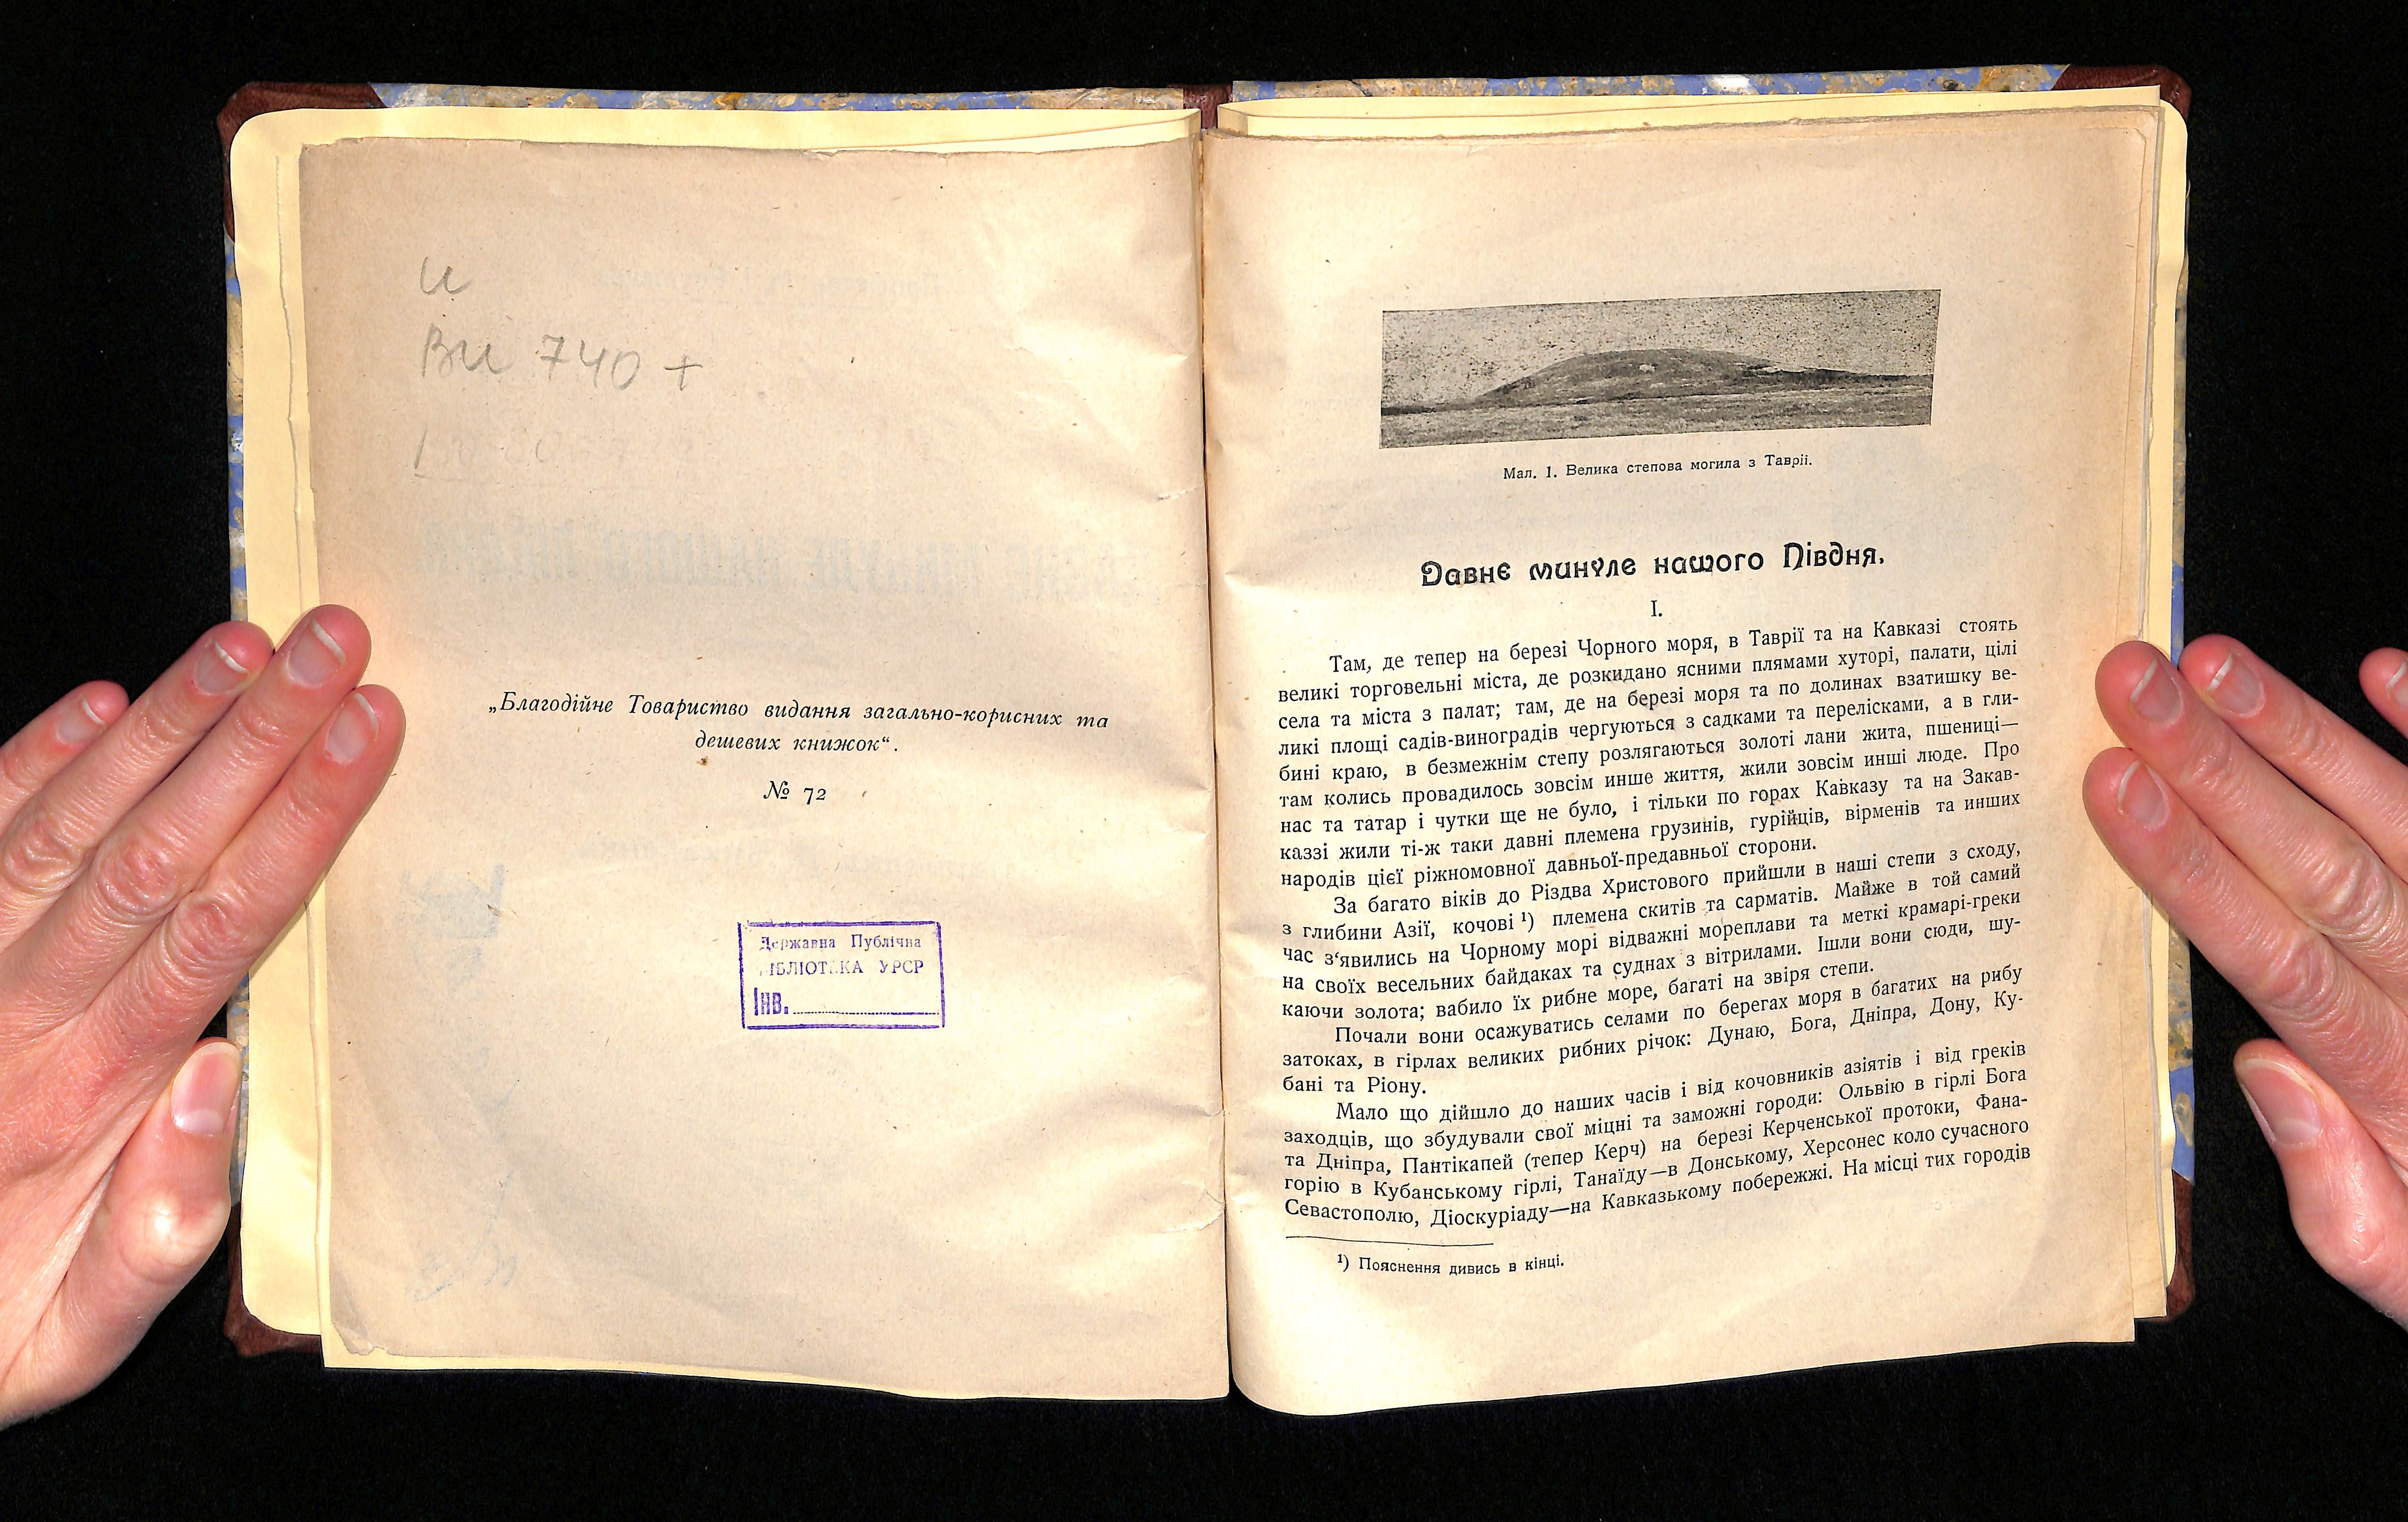 и
Ви 740 +
„Благодійне Товариство видання загально-корисних та
дешевих книжок“.
№ 72
Державна Публічна
БІБЛІОТЕКА УРСР
Інв.
Мал. 1. Велика степова могила з Таврії.
Давнє минуле нашого Півдня.
I.
Там, де тепер на березі Чорного моря, в Таврії та на Кавказі стоять
великі торговельні міста, де розкидано ясними плямами хуторі, палати, цілі
села та міста з палат; там, де на березі моря та по долинах взатишку ве-
ликі площі садів-виноградів чергуються з садками та перелісками, а в гли-
бині краю, в безмежнім степу розлягаються золоті лани жита, пшениці—
там колись провадилось зовсім инше життя, жили зовсім инші люде. Про
нас та татар і чутки ще не було, і тільки по горах Кавказу та на Закав-
каззі жили ті-ж таки давні племена грузинів, гурійців, вірменів та инших
народів цієї ріжномовної давньої-предавньої сторони.
За багато віків до Різдва Христового прийшли в наші степи з сходу,
з глибини Азії, кочові ¹) племена скитів та сарматів. Майже в той самий
час з‘явились на Чорному морі відважні мореплави та меткі крамарі-греки
на своїх весельних байдаках та суднах з вітрилами. Ішли вони сюди, шу-
каючи золота; вабило їх рибне море, багаті на звіря степи.
Почали вони осажуватись селами по берегах моря в багатих на рибу
затоках, в гірлах великих рибних річок: Дунаю, Бога, Дніпра, Дону, Ку-
бані та Ріону.
Мало що дійшло до наших часів і від кочовників азіятів і від греків
заходців, що збудували свої міцні та заможні городи: Ольвію в гірлі Бога
та Дніпра, Пантікапей (тепер Керч) на березі Керченської протоки, Фана-
горію в Кубанському гірлі, Танаїду—в Донському, Херсонес коло сучасного
Севастополю, Діоскуріаду—на Кавказькому побережжі. На місці тих городів
¹) Пояснення дивись в кінці.